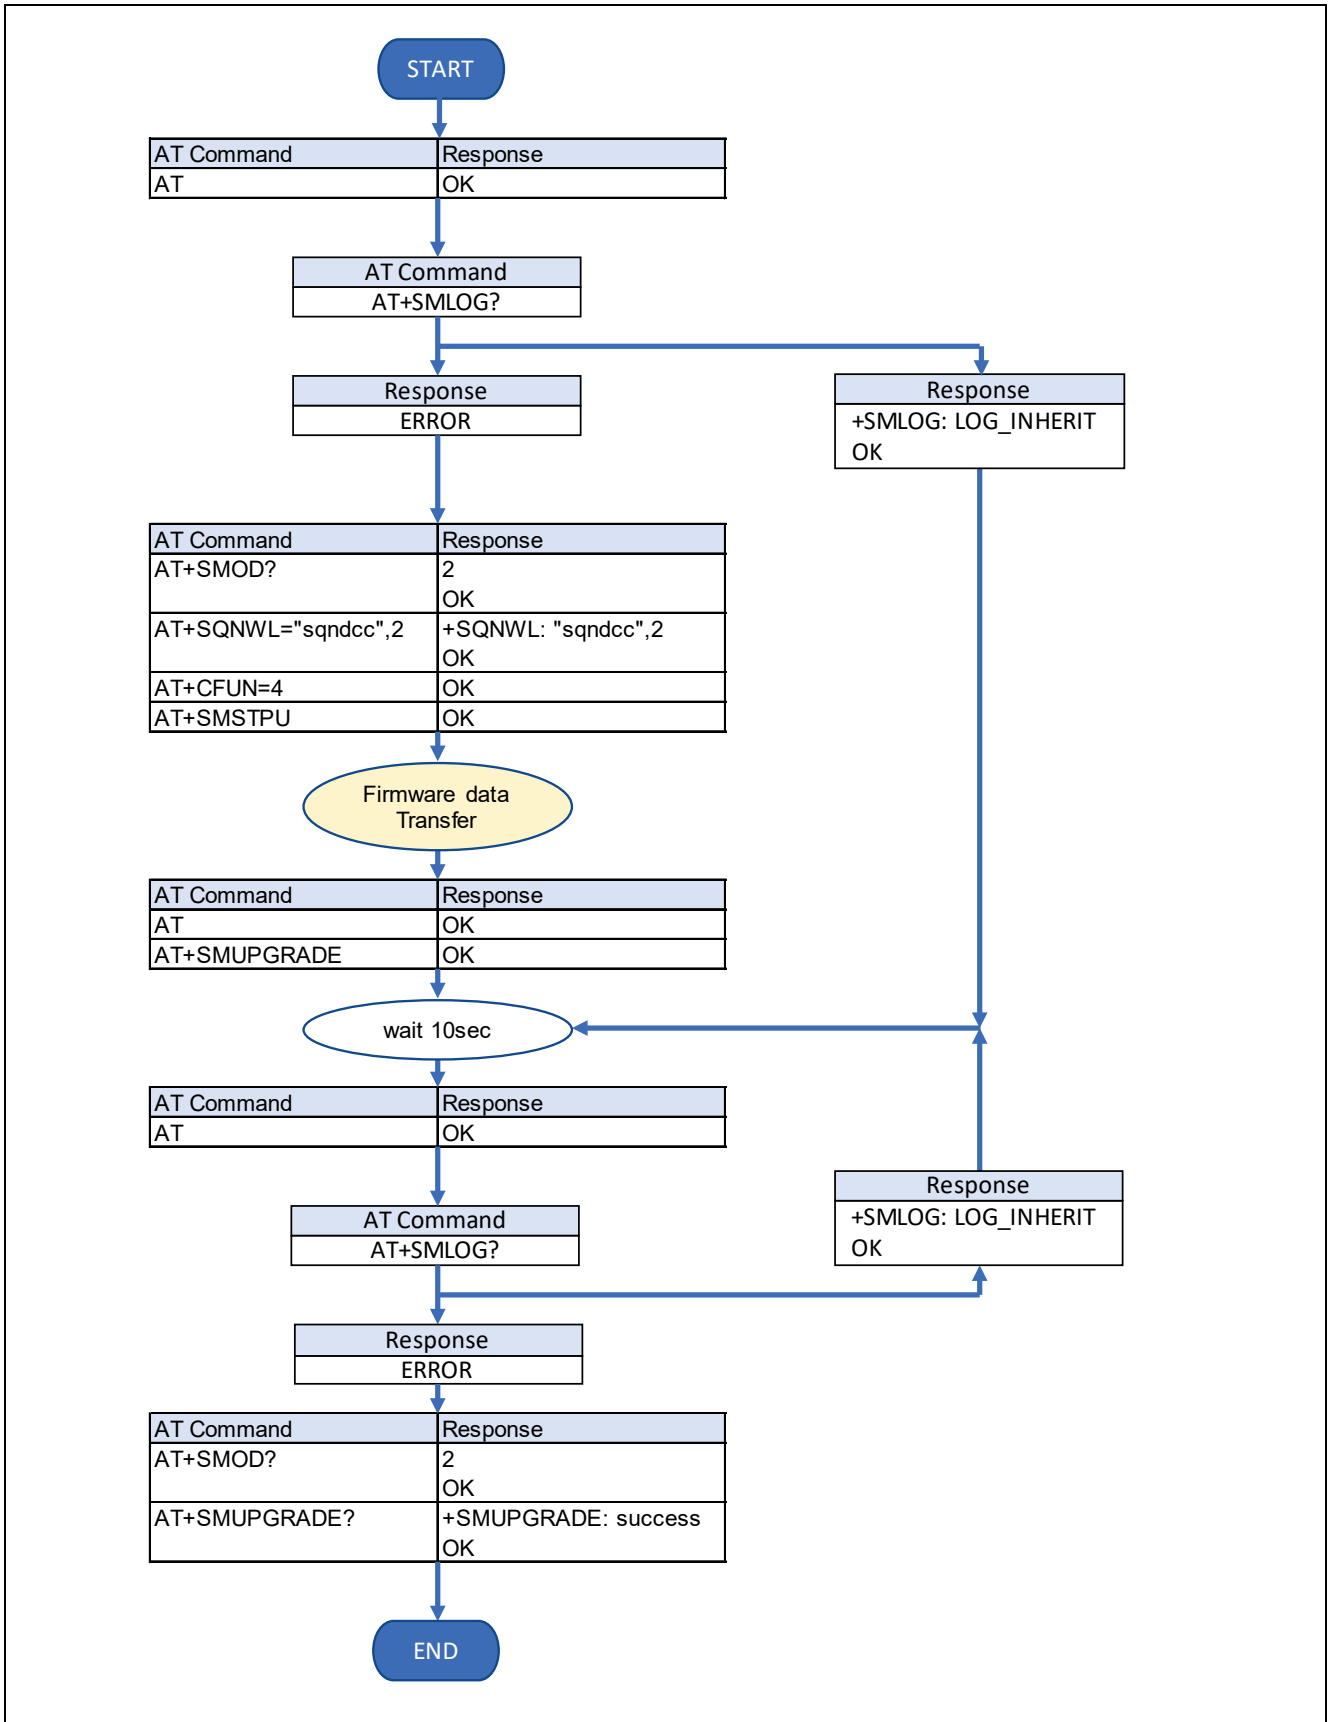 START
AT Command Response
AT OK
AT Command
AT+SMLOG?
Response
ERROR
Response
+SMLOG: LOG_INHERIT
OK
AT Command Response
AT+SMOD? 2
OK
AT+SQNWL="sqndcc",2 +SQNWL: "sqndcc",2
OK
AT+CFUN=4 OK
AT+SMSTPU OK
Firmware data
Transfer
AT Command Response
AT OK
AT+SMUPGRADE OK
wait 10sec
AT Command Response
AT OK
AT Command
AT+SMLOG?
Response
+SMLOG: LOG_INHERIT
OK
Response
ERROR
AT Command Response
AT+SMOD? 2
OK
AT+SMUPGRADE? +SMUPGRADE: success
OK
END